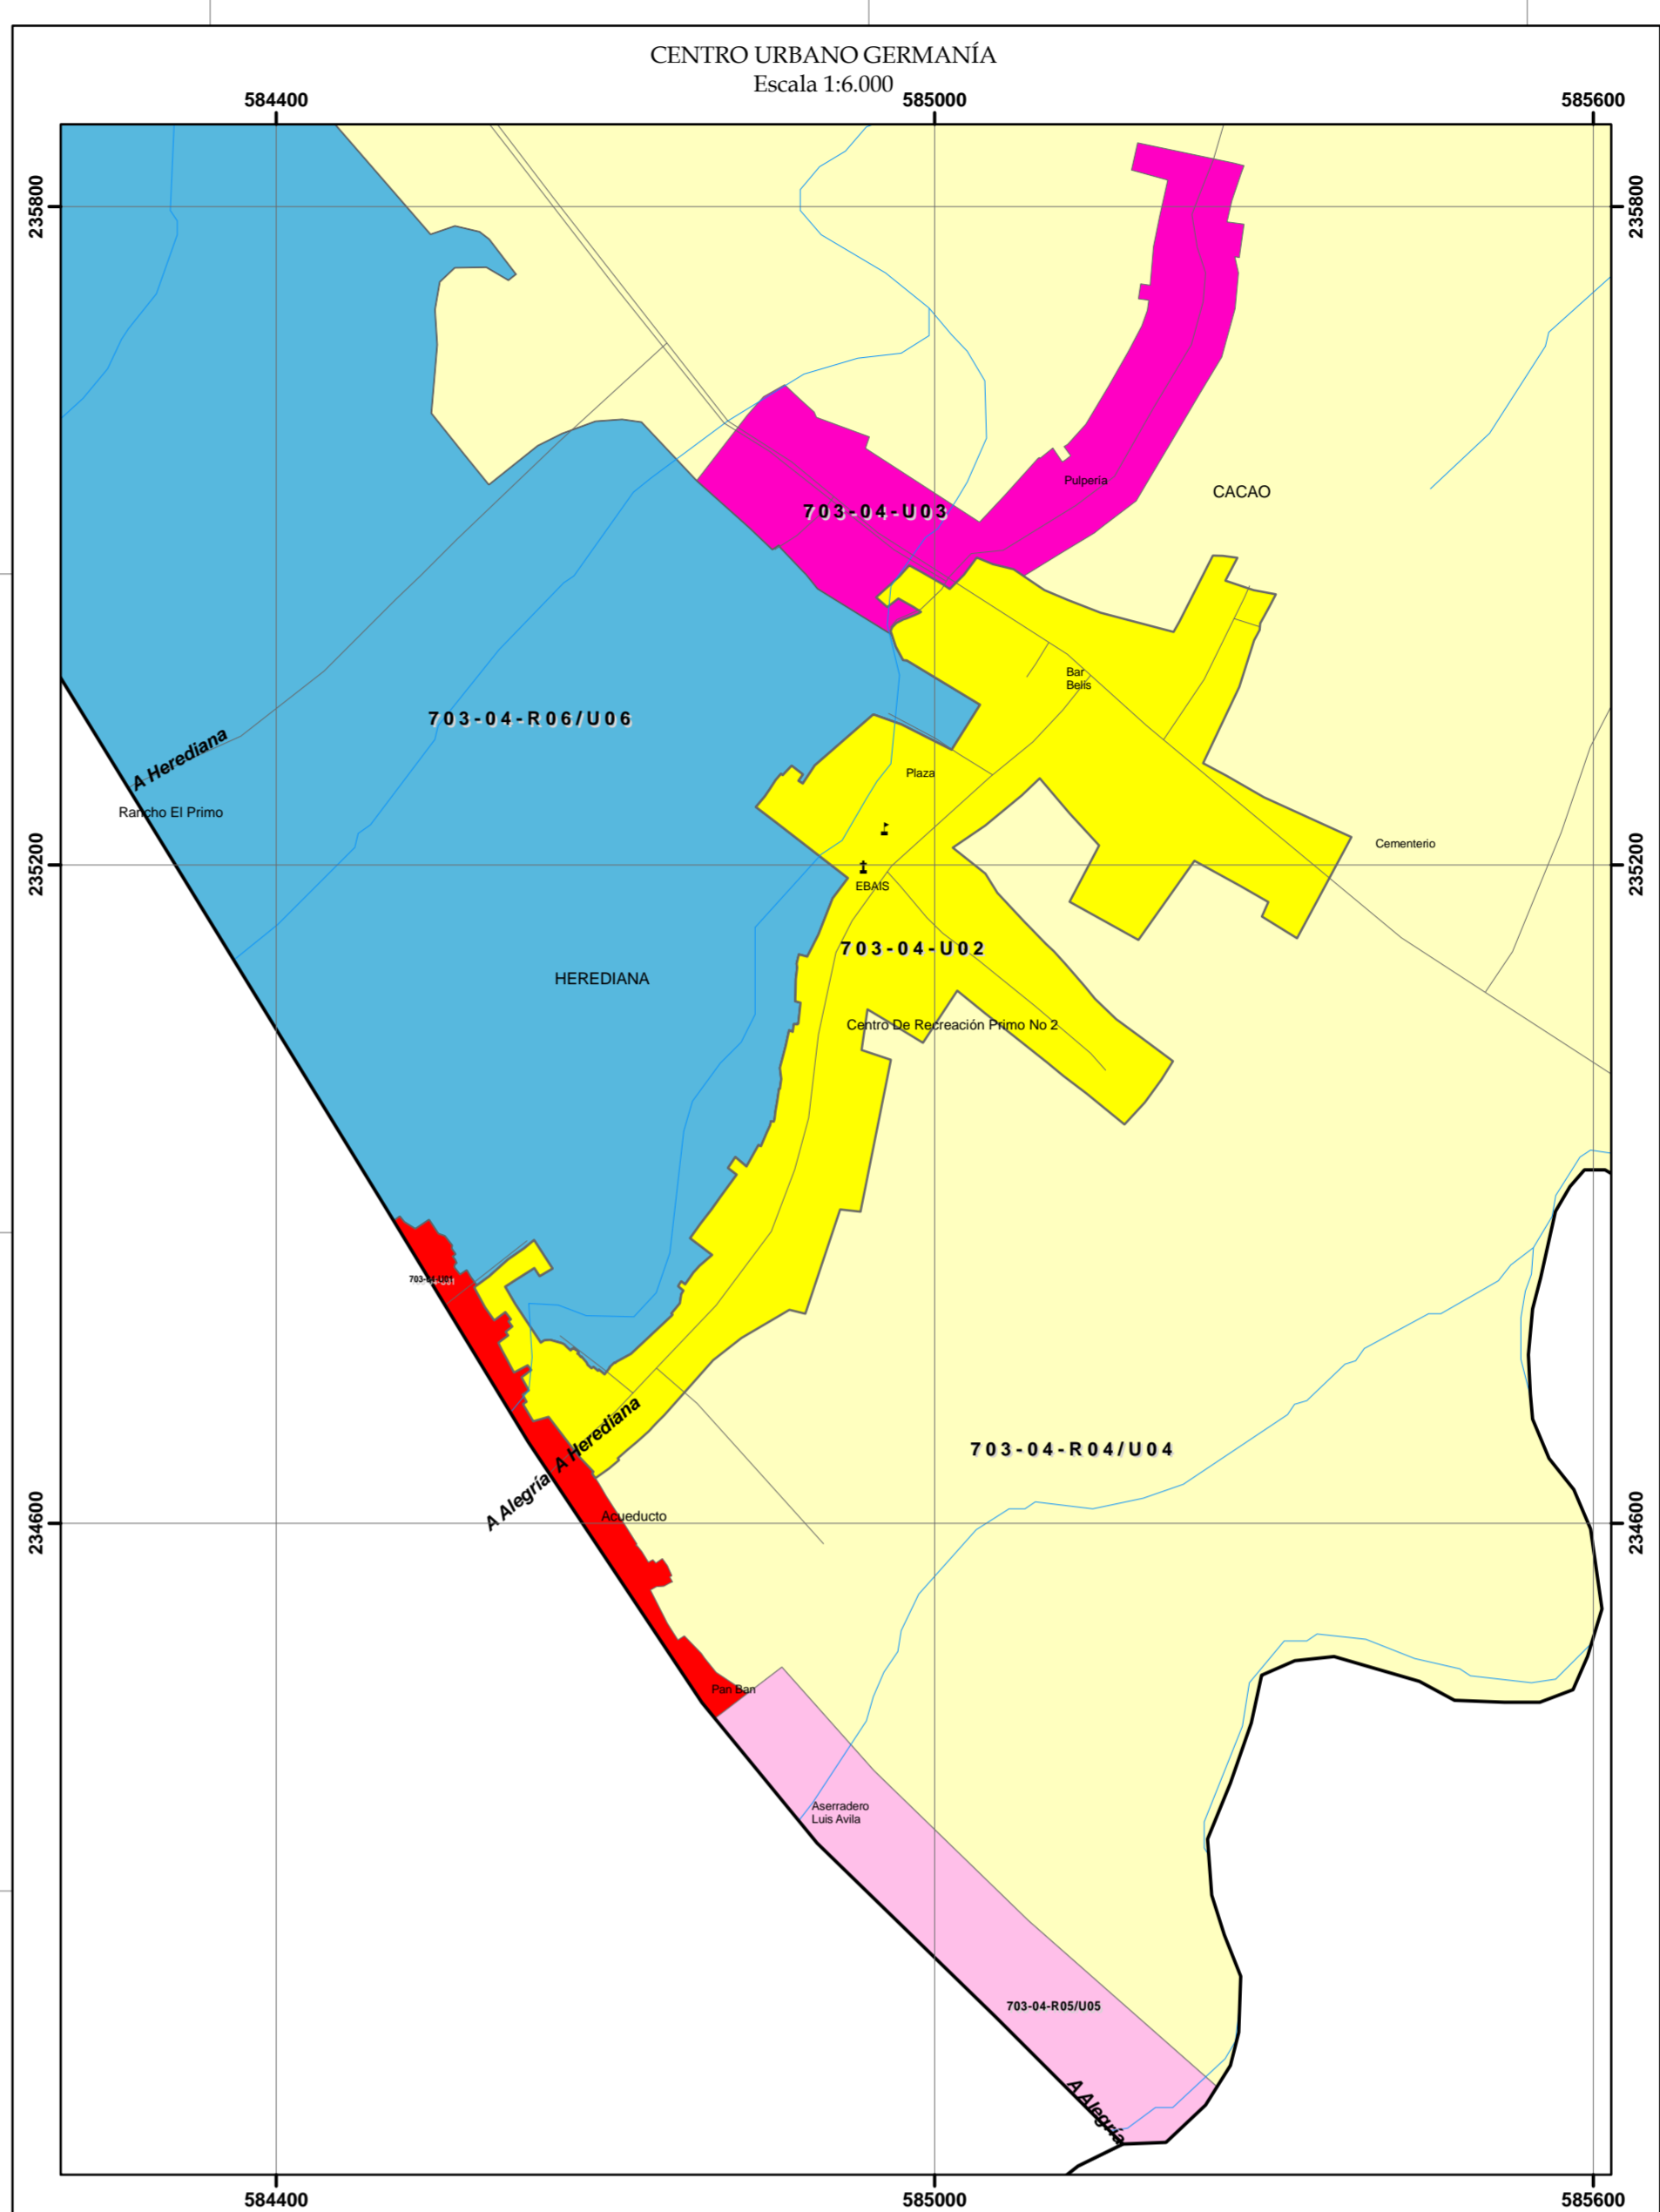 CENTRO URBANO GERMANÍA
Escala 1:6.000
584400
585000
585600
235800
235800
Pulpería
CACAO
703-04-U03
Bar
Belis
703-04-R06/U06
A Herediana
Plaza
Rancho El Primo
Cementerio
235200
235200
EBAIS
703-04-U02
HEREDIANA
Centro De Recreación Primo No 2
703-04-U01
A Herediana
703-04-R04/U04
A Alegría
Acueducto
234600
234600
Pan Ban
Aserradero
Luis Avila
703-04-R05/U05
A Alegría
584400
585000
585600